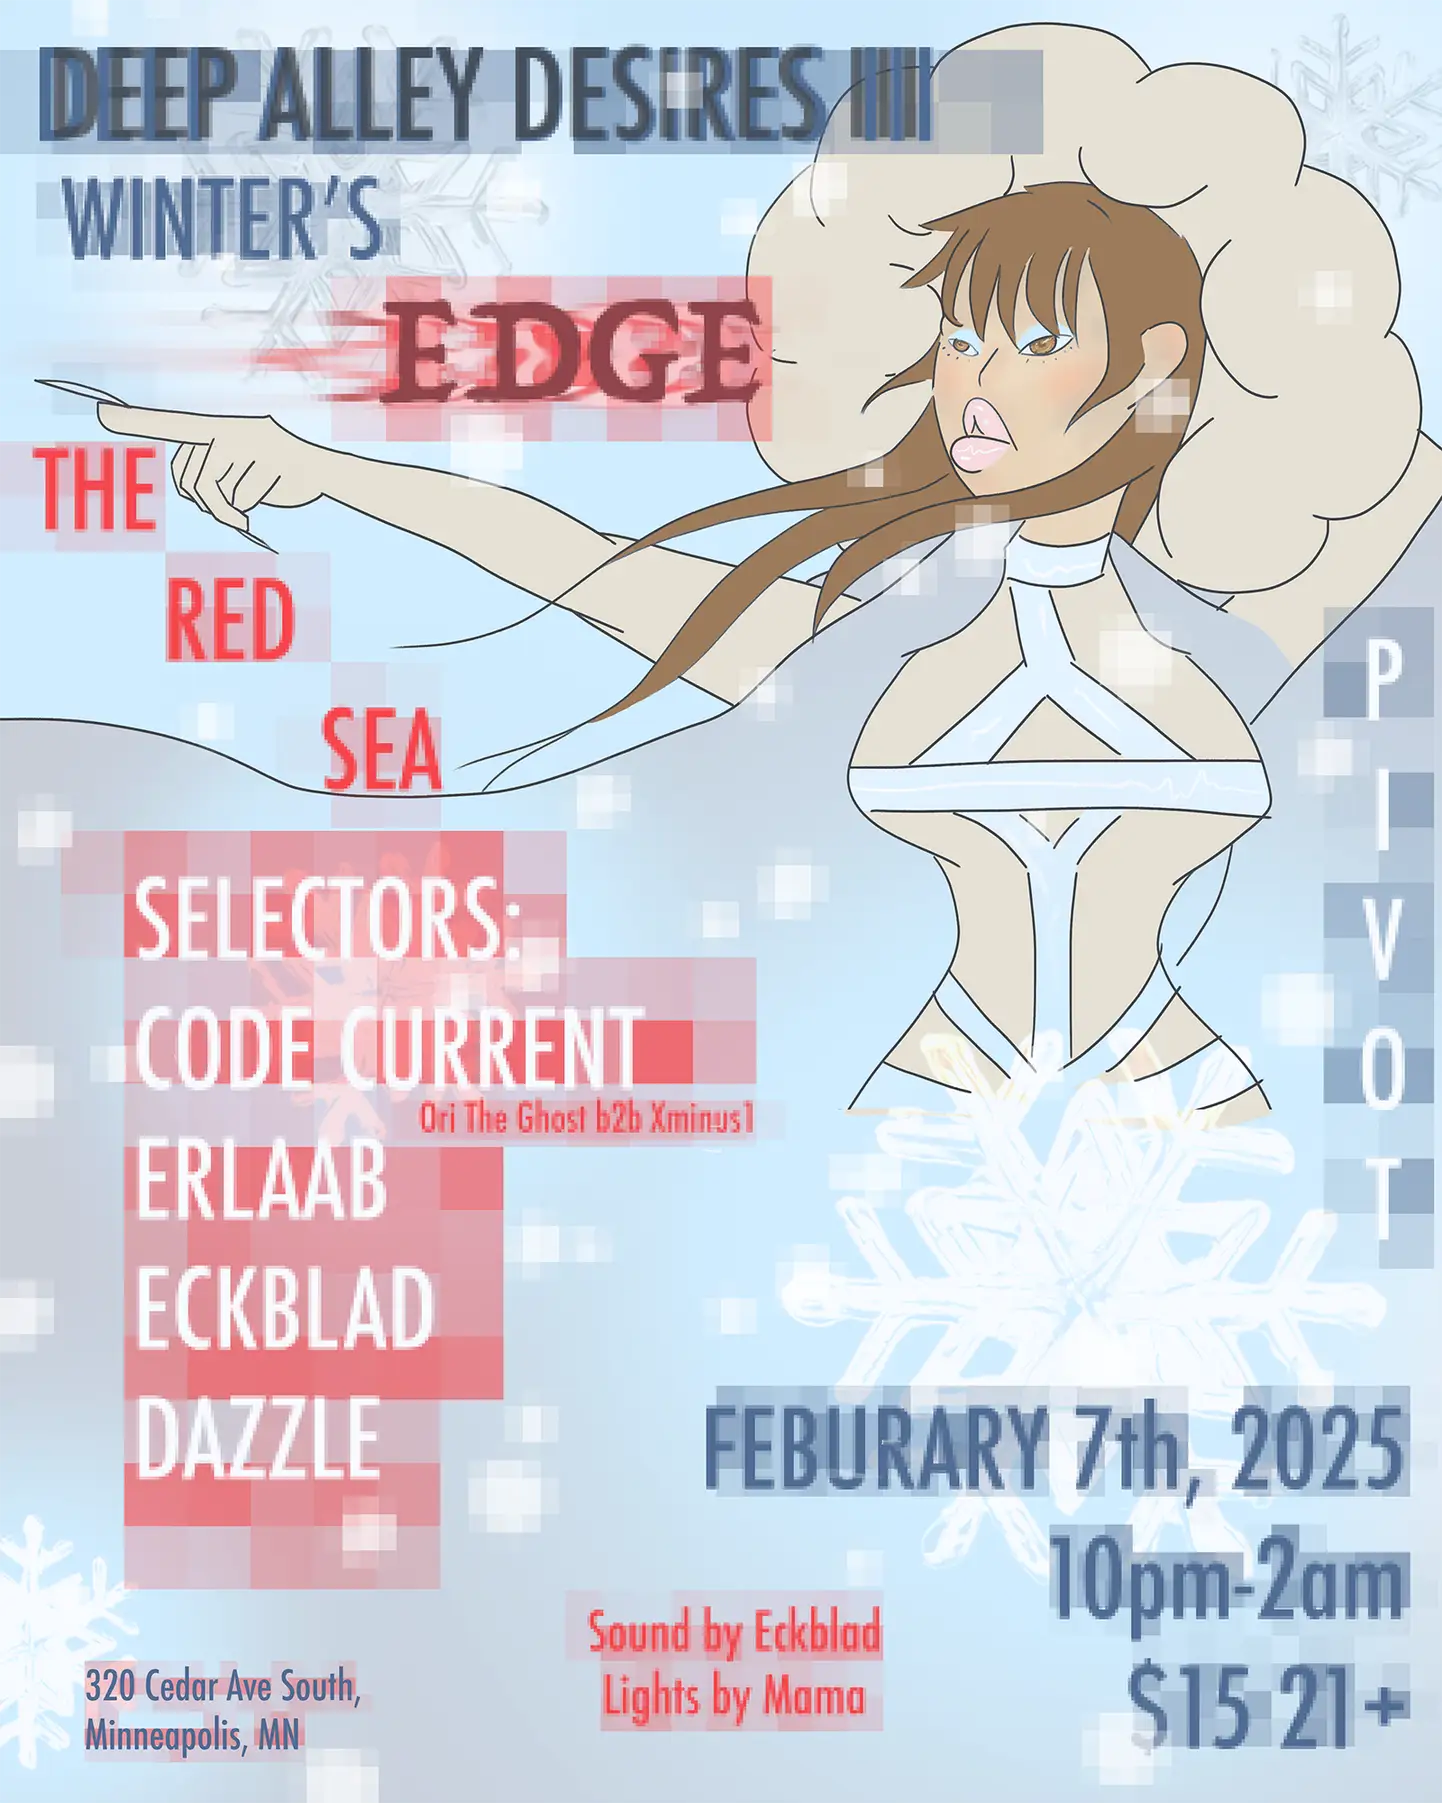 DEEP ALLEY DESiRES IIII
WINTER'S
EDGE
THE
RED
SEA
PIVOT
SELECTORS:
CODE CURRENT
Ori The Ghost b2b Xminus1
ERLAAB
ECKBLAD
DAZZLE
FEBURARY 7th, 2025
10pm-2am
$15 21+
Sound by Eckblad
Lights by Mama
320 Cedar Ave South,
Minneapolis, MN